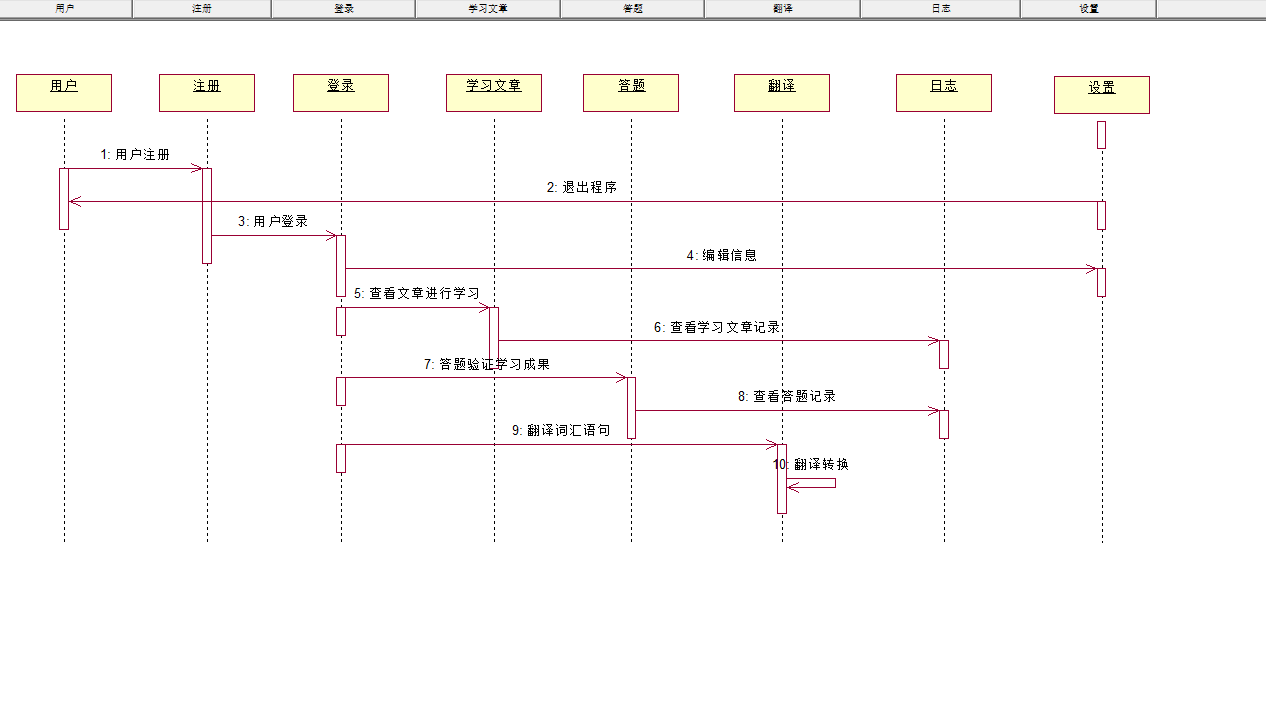 用户 注册 登录 学习文章 答题 翻译 日志 设置
用户 注册 登录 学习文章 答题 翻译 日志 设置
1: 用户注册
2: 退出程序
3: 用户登录
4: 编辑信息
5: 查看文章进行学习
6: 查看学习文章记录
7: 答题验证学习成果
8: 查看答题记录
9: 翻译词汇语句
10: 翻译转换